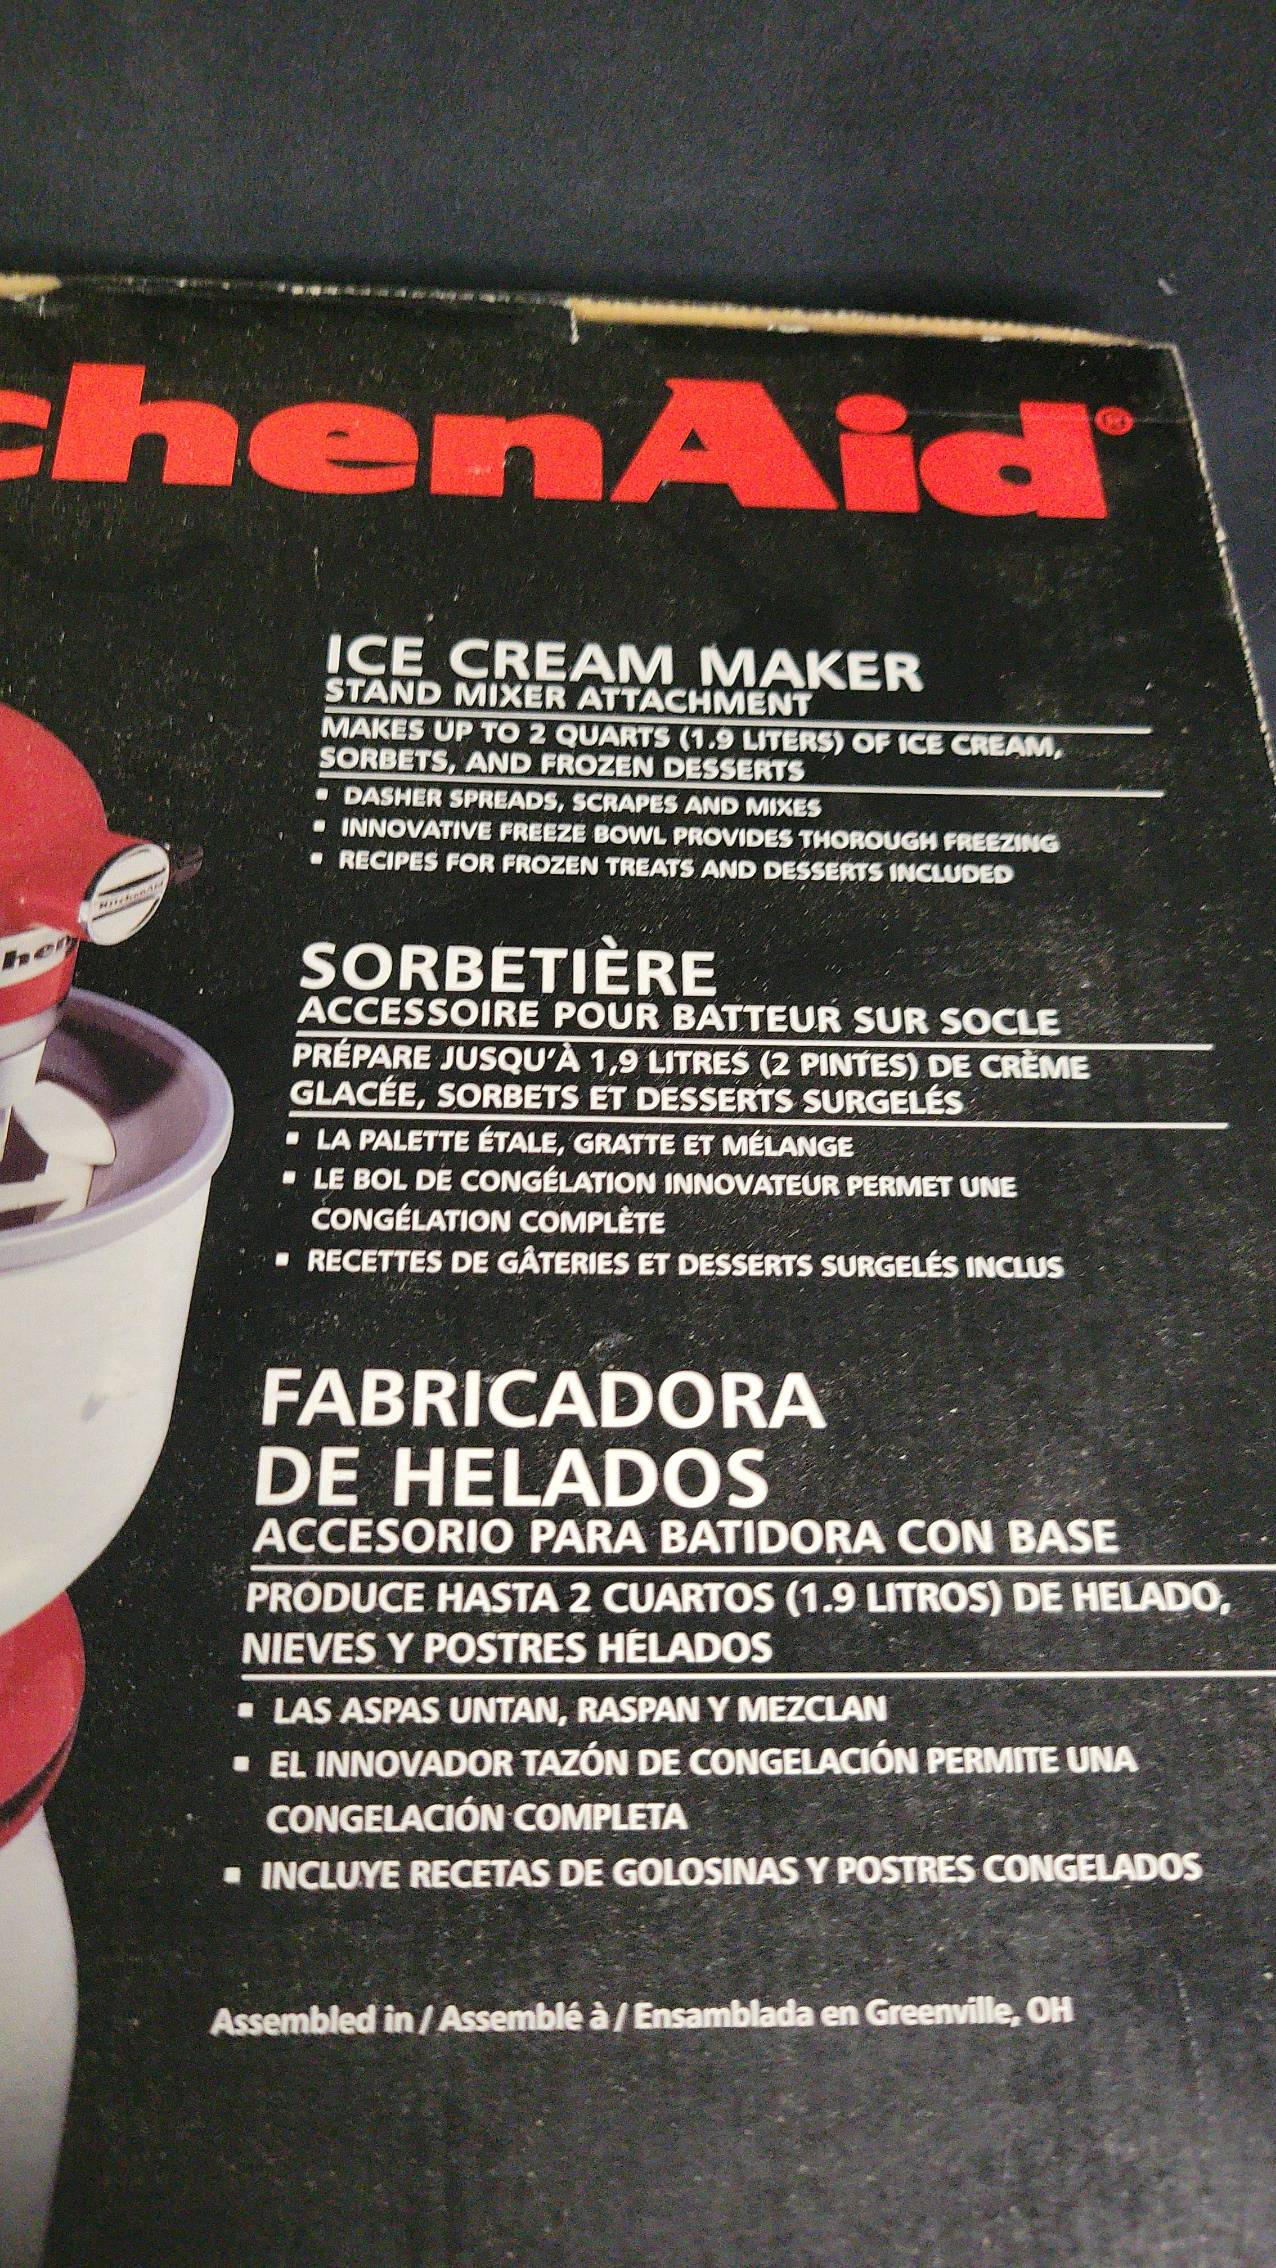 chenAid®
ICE CREAM MAKER
STAND MIXER ATTACHMENT
MAKES UP TO 2 QUARTS (1.9 LITERS) OF ICE CREAM,
SORBETS, AND FROZEN DESSERTS
▪ DASHER SPREADS, SCRAPES AND MIXES
▪ INNOVATIVE FREEZE BOWL PROVIDES THOROUGH FREEZING
▪ RECIPES FOR FROZEN TREATS AND DESSERTS INCLUDED
KitchenAid
hen
SORBETIÈRE
ACCESSOIRE POUR BATTEUR SUR SOCLE
PRÉPARE JUSQU'À 1,9 LITRES (2 PINTES) DE CRÈME
GLACÉE, SORBETS ET DESSERTS SURGELÉS
▪ LA PALETTE ÉTALE, GRATTE ET MÉLANGE
▪ LE BOL DE CONGÉLATION INNOVATEUR PERMET UNE
CONGÉLATION COMPLÈTE
▪ RECETTES DE GÂTERIES ET DESSERTS SURGELÉS INCLUS
FABRICADORA
DE HELADOS
ACCESORIO PARA BATIDORA CON BASE
PRODUCE HASTA 2 CUARTOS (1.9 LITROS) DE HELADO,
NIEVES Y POSTRES HELADOS
▪ LAS ASPAS UNTAN, RASPAN Y MEZCLAN
▪ EL INNOVADOR TAZÓN DE CONGELACIÓN PERMITE UNA
CONGELACIÓN COMPLETA
▪ INCLUYE RECETAS DE GOLOSINAS Y POSTRES CONGELADOS
Assembled in / Assemblé à / Ensamblada en Greenville, OH